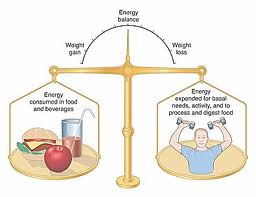 Energy
balance
Weight
gain
Weight
loss
Energy
consumed in food
and beverages
Energy
expended for basal
needs, activity, and to
process and digest food